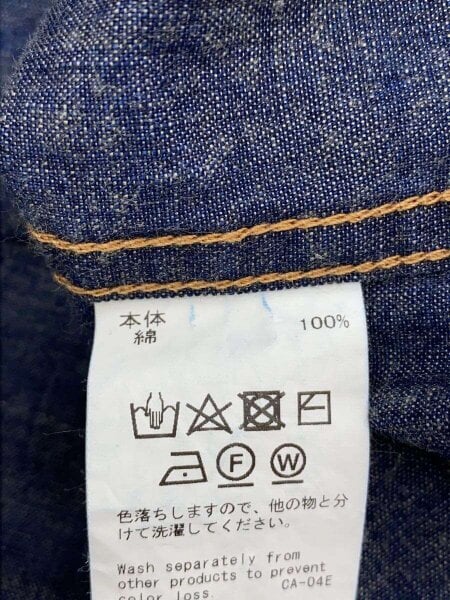 本体
綿 100%
F W
色落ちしますので、他の物と分
けて洗濯してください。
Wash separately from
other products to prevent
color loss. CA-04E